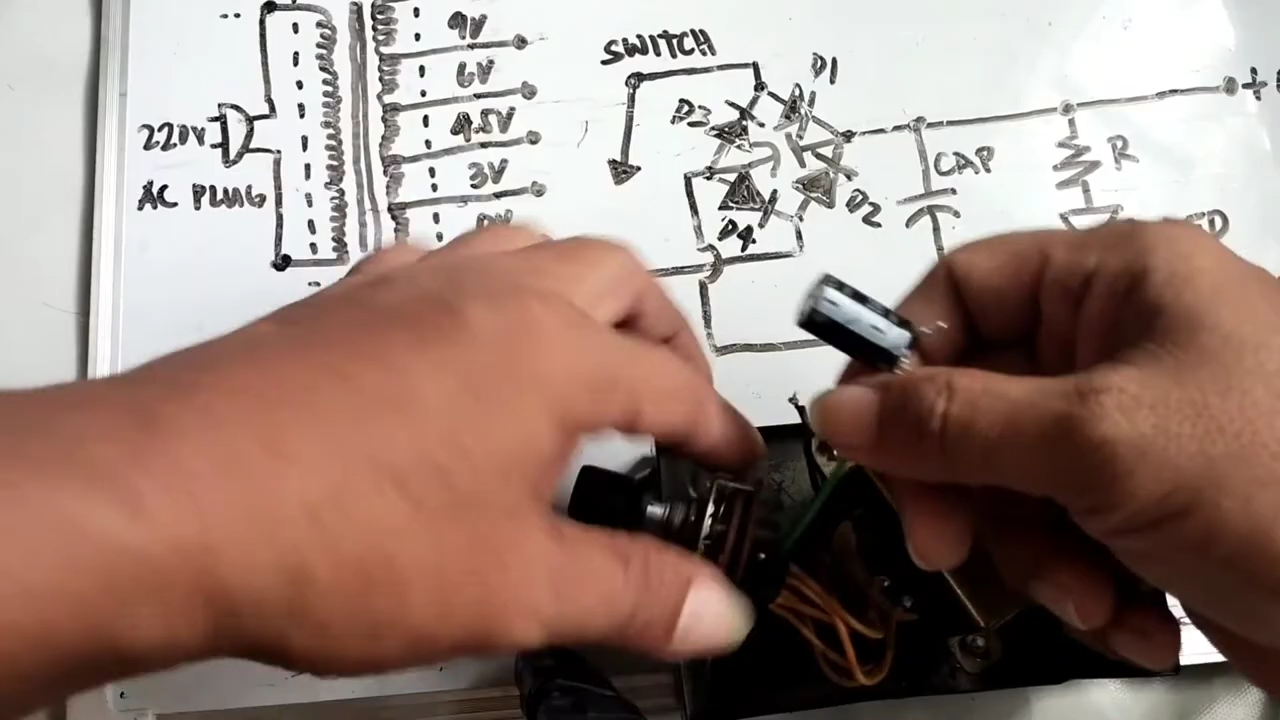 9V
6V
4.5V
3V
220V
AC PLUG
SWITCH
D1
D3
D2
D4
CAP
R
+